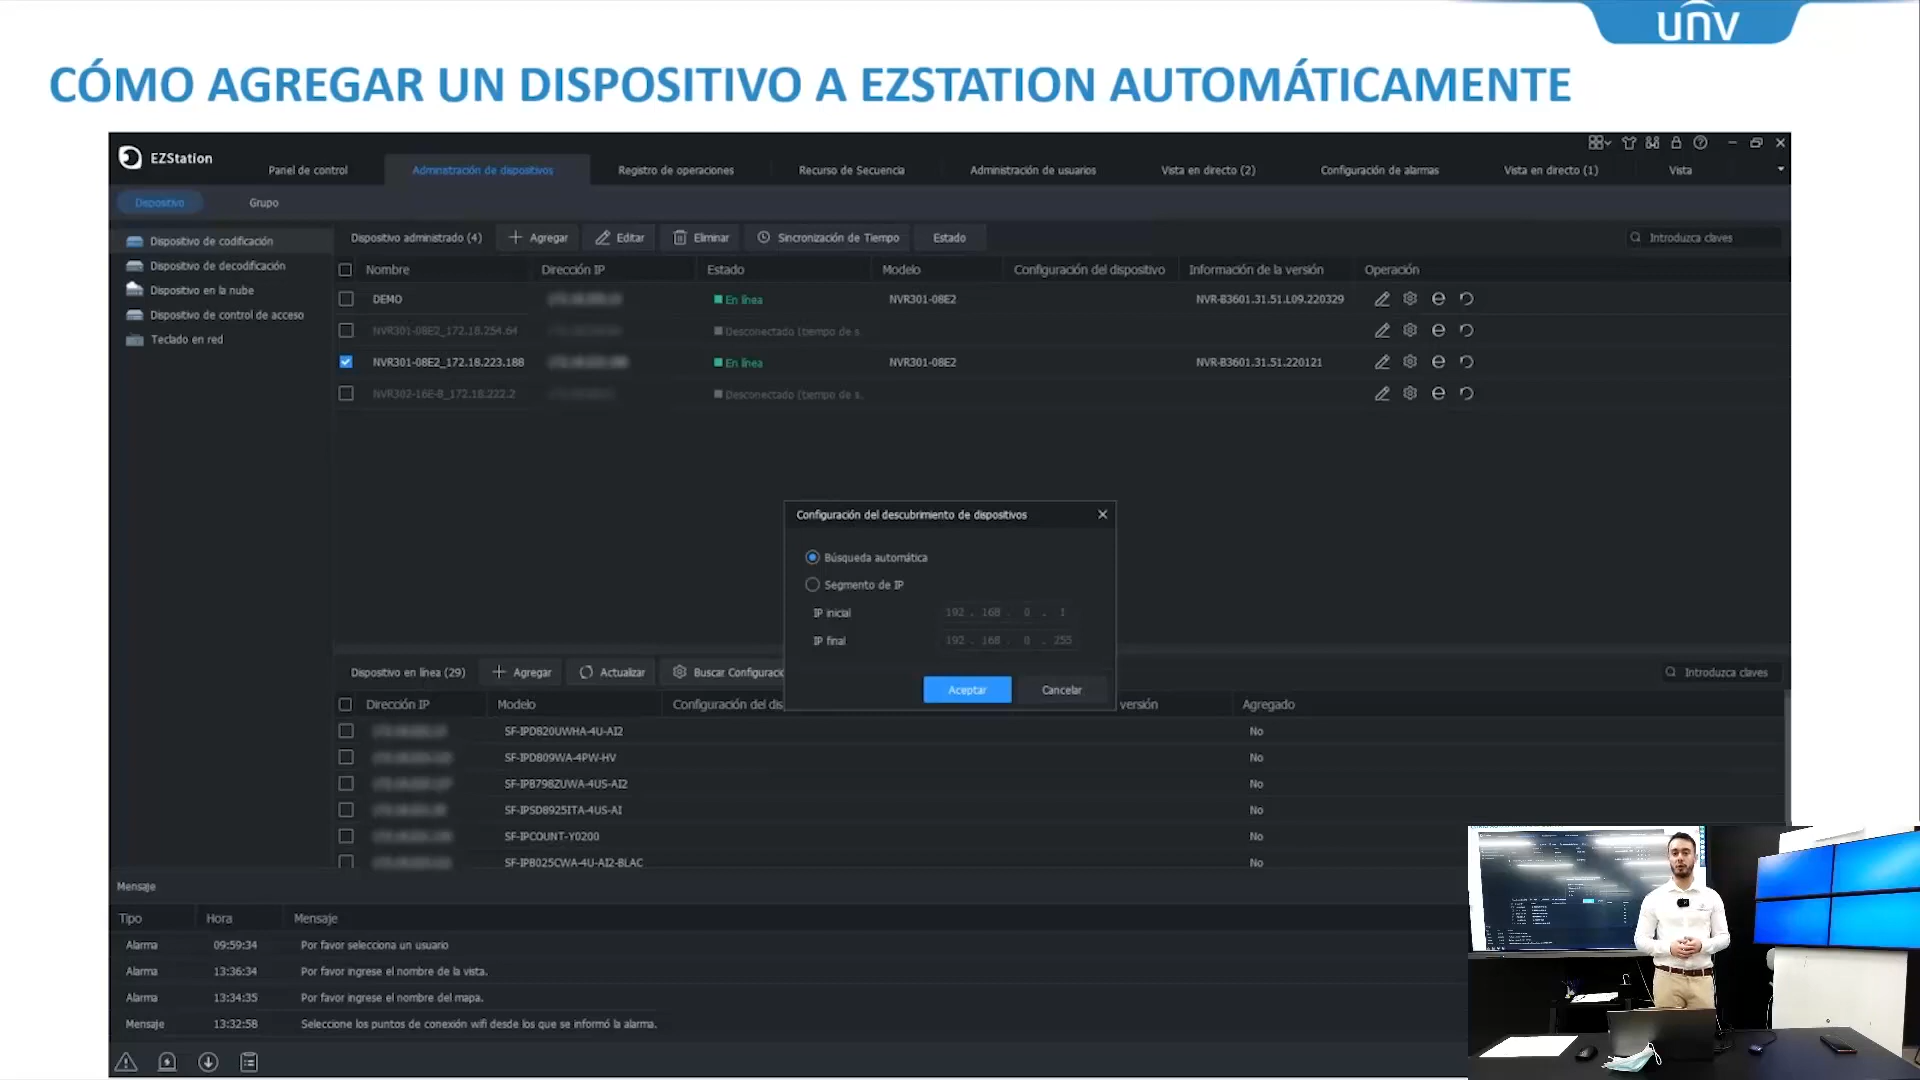 unv
CÓMO AGREGAR UN DISPOSITIVO A EZSTATION AUTOMÁTICAMENTE
EZStation
Panel de control
Administración de dispositivos
Registro de operaciones
Recurso de Secuencia
Administración de usuarios
Vista en directo (2)
Configuración de alarmas
Vista en directo (1)
Vista
Dispositivo
Grupo
Dispositivo de codificación
Dispositivo de decodificación
Dispositivo en la nube
Dispositivo de control de acceso
Teclado en red
Dispositivo administrado (4)
Agregar
Editar
Eliminar
Sincronización de Tiempo
Estado
Introduzca claves
Nombre Dirección IP Estado Modelo Configuración del dispositivo Información de la versión Operación
DEMO En línea NVR301-08E2 NVR-B3601.31.51.L09.220329
NVR301-08E2_172.18.254.64 Desconectado (tiempo de s.
NVR301-08E2_172.18.223.188 En línea NVR301-08E2 NVR-B3601.31.51.220121
NVR302-16E-B_172.18.222.2 Desconectado (tiempo de s.
Configuración del descubrimiento de dispositivos
Búsqueda automática
Segmento de IP
IP inicial 192 . 168 . 0 . 1
IP final 192 . 168 . 0 . 255
Aceptar
Cancelar
Dispositivo en línea (29)
Agregar
Actualizar
Buscar Configuració
Introduzca claves
Dirección IP Modelo Configuración del dis versión Agregado
SF-IPD820UWHA-4U-AI2 No
SF-IPD809WA-4PW-HV No
SF-IPB798ZUWA-4US-AI2 No
SF-IPSD8925ITA-4US-AI No
SF-IPCOUNT-Y0200 No
SF-IPB025CWA-4U-AI2-BLAC No
Mensaje
Tipo Hora Mensaje
Alarma 09:59:34 Por favor selecciona un usuario
Alarma 13:36:34 Por favor ingrese el nombre de la vista.
Alarma 13:34:35 Por favor ingrese el nombre del mapa.
Mensaje 13:32:58 Seleccione los puntos de conexión wifi desde los que se informó la alarma.